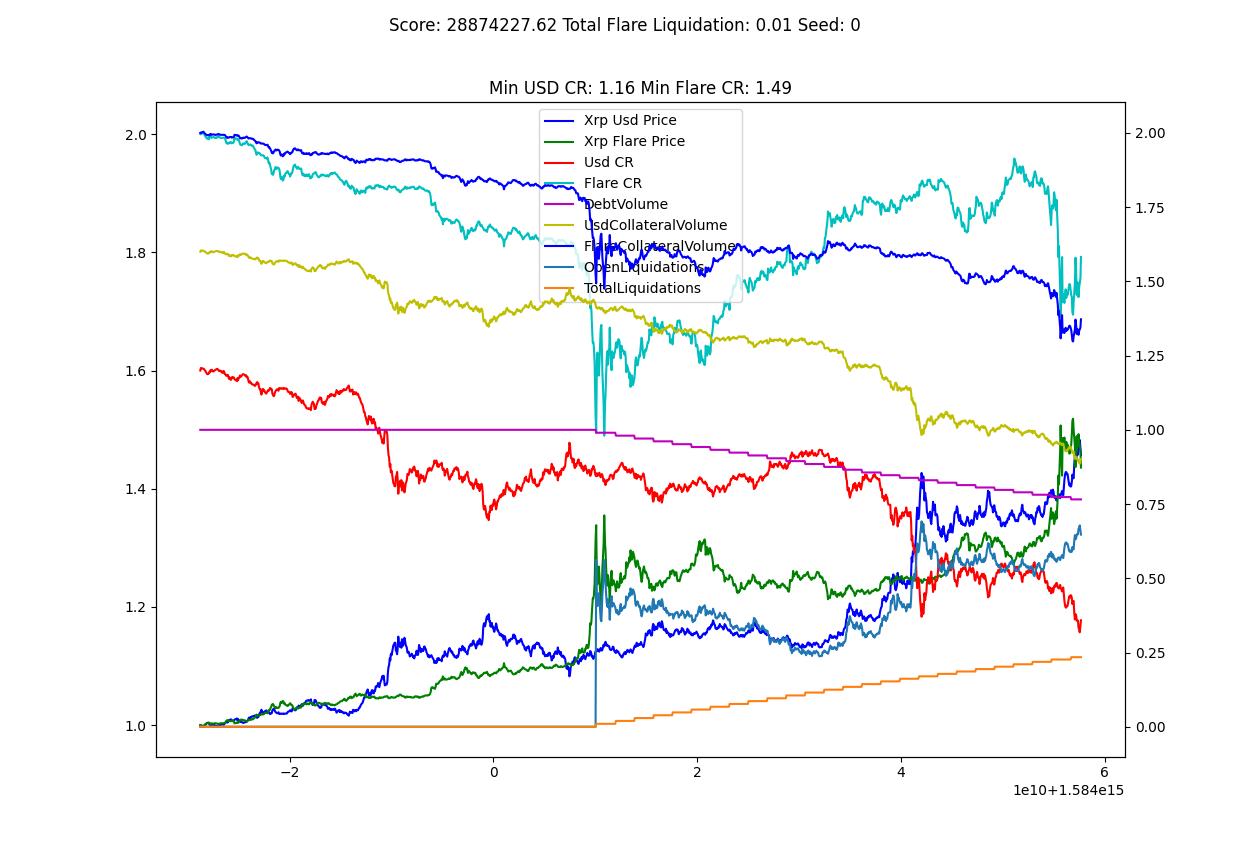 Score: 28874227.62 Total Flare Liquidation: 0.01 Seed: 0
Min USD CR: 1.16 Min Flare CR: 1.49
Xrp Usd Price
Xrp Flare Price
Usd CR
Flare CR
DebtVolume
UsdCollateralVolume
FlareCollateralVolume
OpenLiquidations
TotalLiquidations
2.0
1.8
1.6
1.4
1.2
1.0
2.00
1.75
1.50
1.25
1.00
0.75
0.50
0.25
0.00
−2
0
2
4
6
1e10+1.584e15